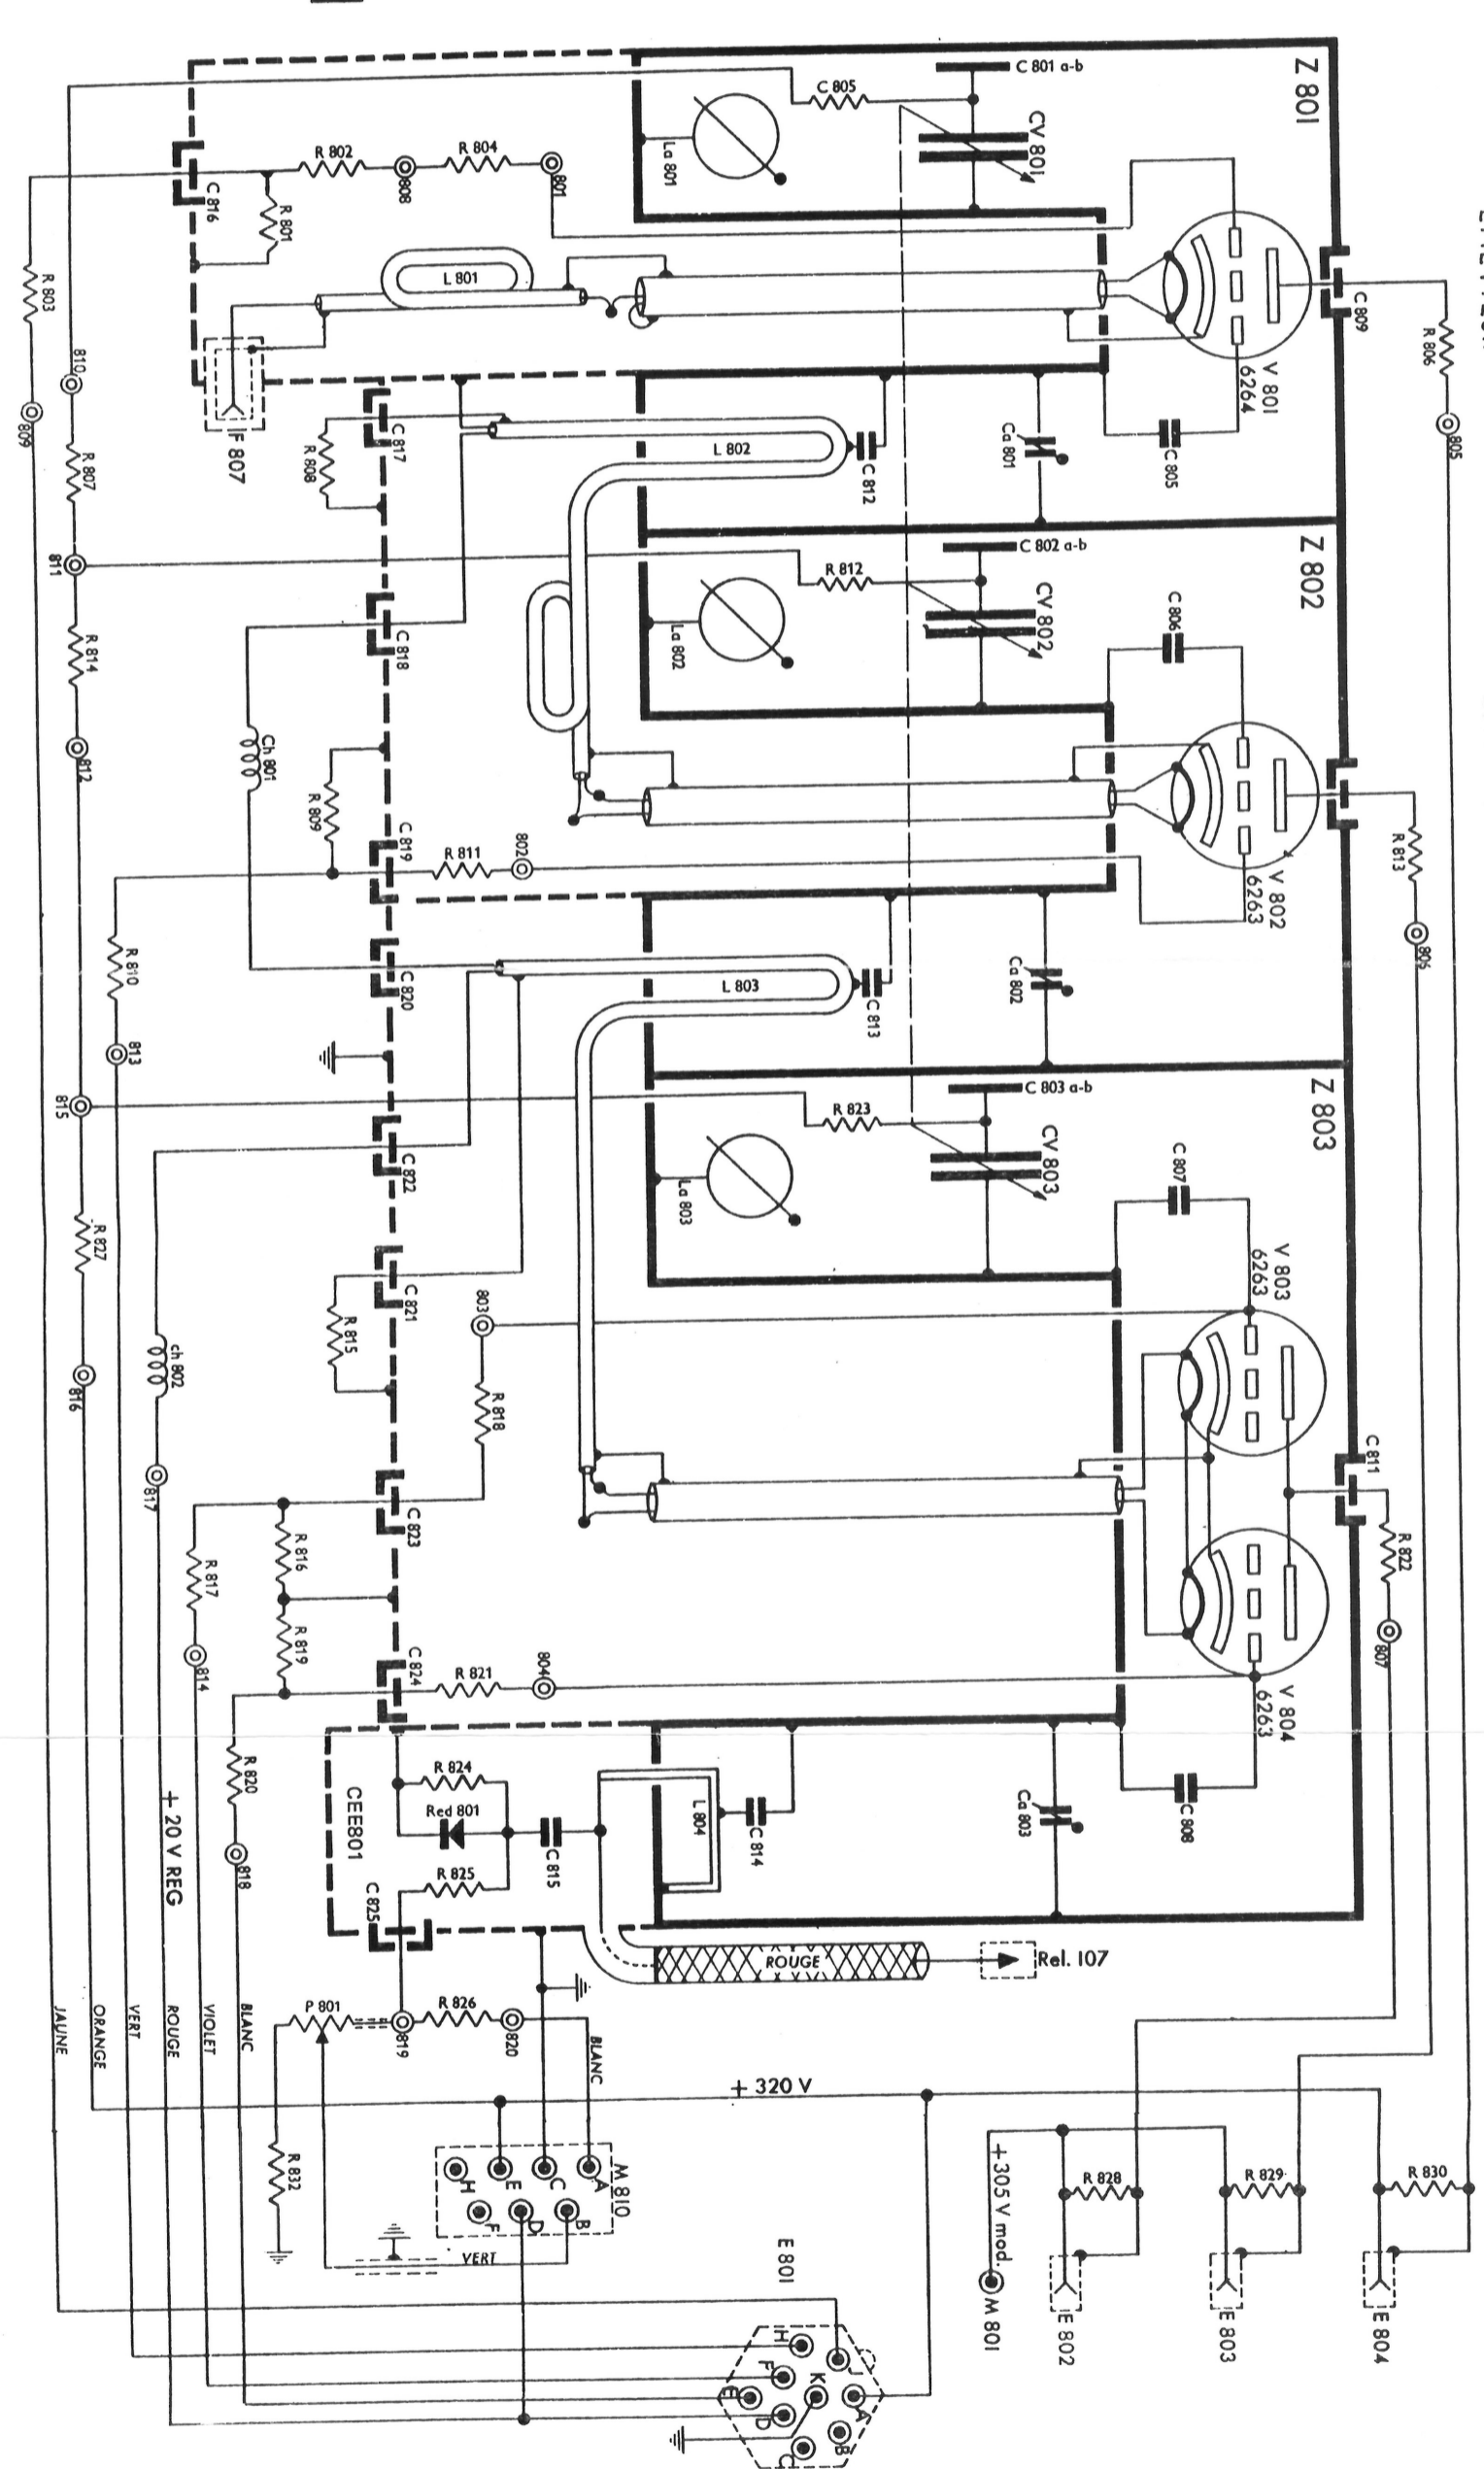 Z 801
C 801 a-b
C 805
CV 801
La 801
R 802
808
R 804
801
C 816
R 801
R 803
L 801
C 809
R 806
V 801
6264
805
810
809
F 807
C 817
R 808
R 807
L 802
C 812
Ca 801
C 805
811
Z 802
C 802 a-b
R 812
CV 802
C 806
La 802
R 814
C 818
812
Ch 801
R 809
C 819
R 811
802
V 802
6263
R 813
806
R 810
C 820
L 803
C 813
Ca 802
813
815
Z 803
C 803 a-b
R 823
CV 803
C 807
La 803
C 822
R 827
C 821
803
V 803
6263
R 815
ch 802
816
R 818
C 811
817
C 823
R 816
R 817
R 822
R 819
807
814
C 824
R 821
804
V 804
6263
R 820
+ 20 V REG
R 824
Red 801
CEE801
C 815
L 804
C 814
Ca 803
C 808
818
R 825
C 825
ROUGE
Rel. 107
JAUNE
ORANGE
VERT
ROUGE
VIOLET
BLANC
P 801
819
R 826
820
BLANC
+ 320 V
R 832
M 810
A
C
E
H
B
D
F
VERT
+305 V mod.
R 828
R 829
R 830
M 801
E 802
E 803
E 804
E 801
H
J
F
K
A
E
D
B
C